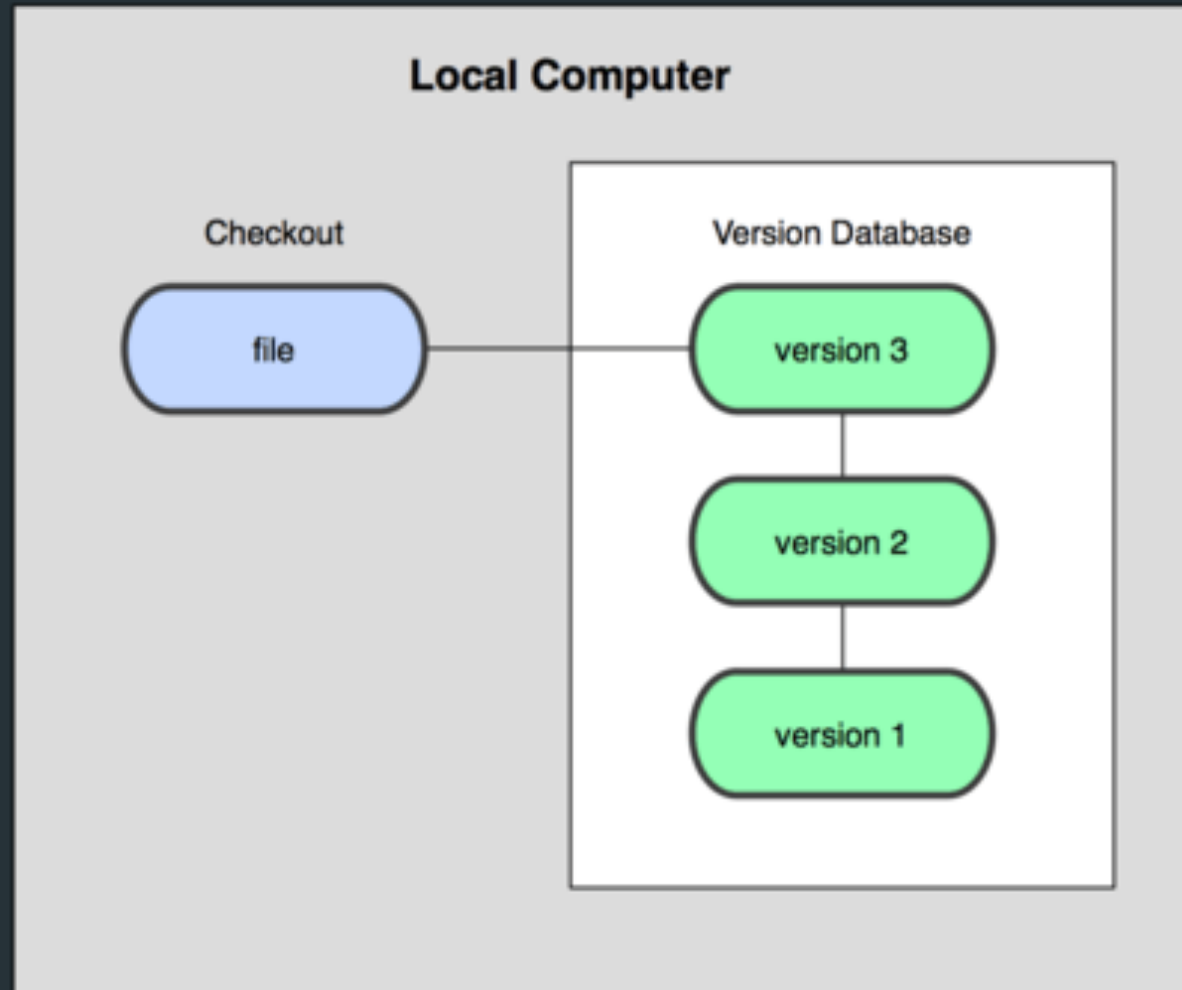 Local Computer
Checkout
Version Database
file
version 3
version 2
version 1